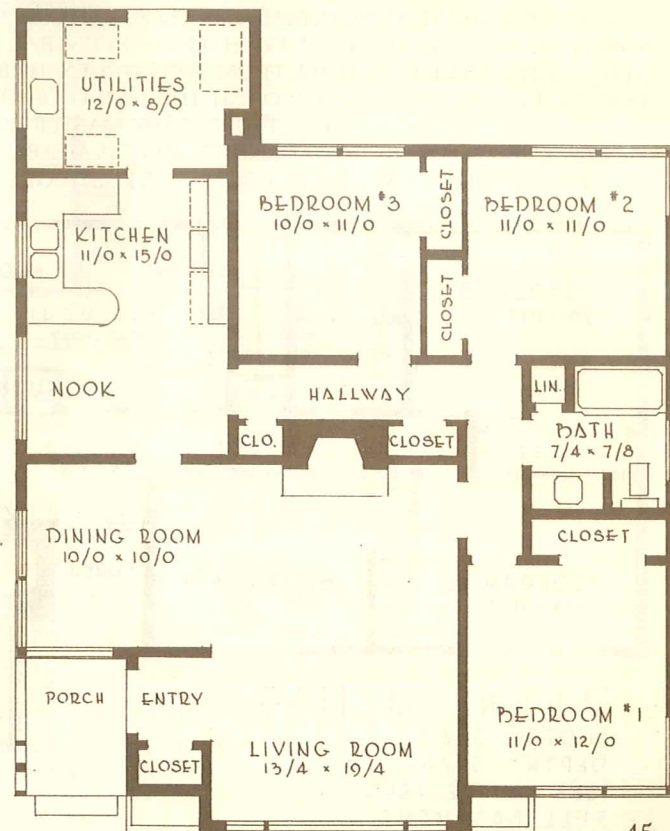 UTILITIES
12/0 × 8/0
BEDROOM #3
10/0 × 11/0
CLOSET
BEDROOM #2
11/0 × 11/0
KITCHEN
11/0 × 15/0
CLOSET
NOOK
HALLWAY
LIN.
BATH
7/4 × 7/8
CLO.
CLOSET
DINING ROOM
10/0 × 10/0
CLOSET
PORCH
ENTRY
BEDROOM #1
11/0 × 12/0
LIVING ROOM
13/4 × 19/4
CLOSET
45